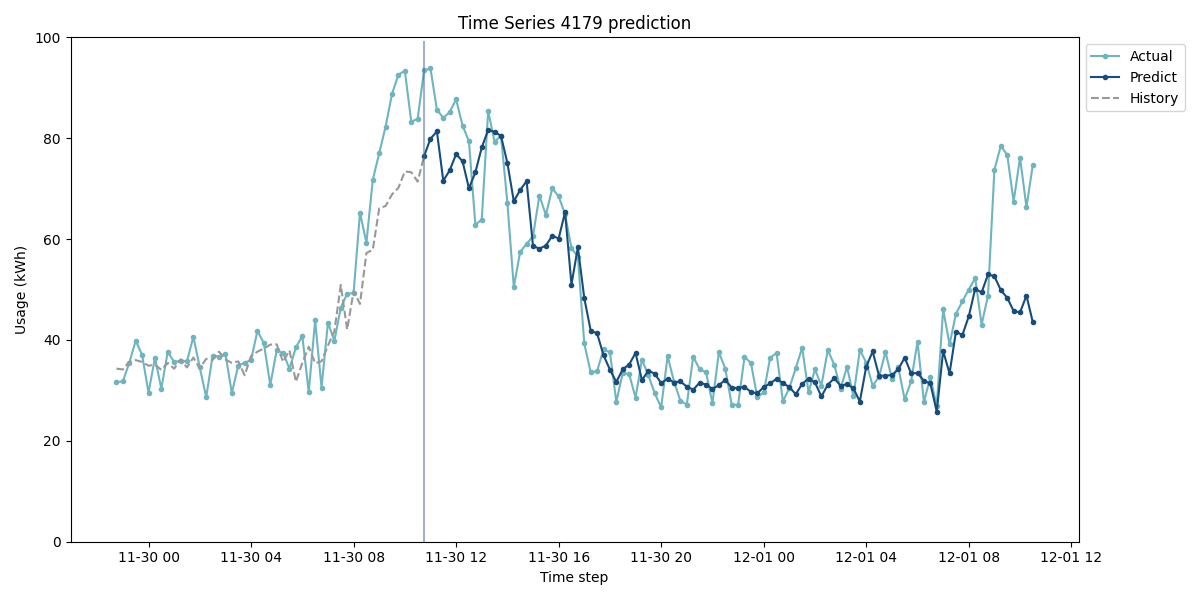 Time Series 4179 prediction
Actual
Predict
History
Usage (kWh)
100
80
60
40
20
0
11-30 00 11-30 04 11-30 08 11-30 12 11-30 16 11-30 20 12-01 00 12-01 04 12-01 08 12-01 12
Time step